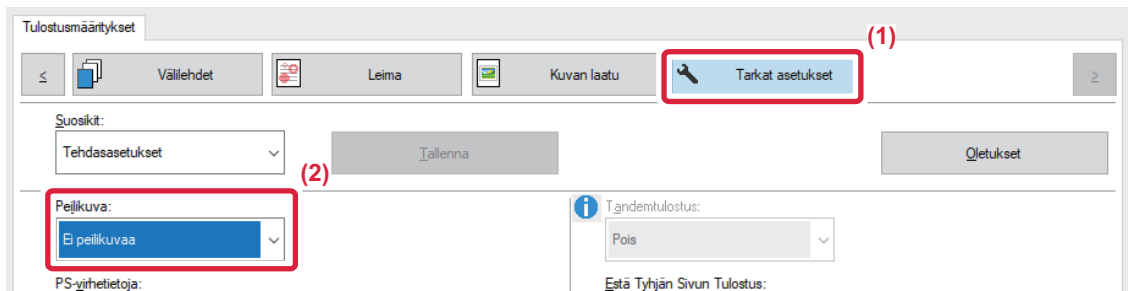 Tulostusmääritykset
(1)
< Välilehdet Leima Kuvan laatu Tarkat asetukset >
Suosikit:
Tehdasasetukset Tallenna Oletukset
(2)
Peilikuva: Tandemtulostus:
Ei peilikuvaa Pois
PS-virhetietoja: Estä Tyhjän Sivun Tulostus: